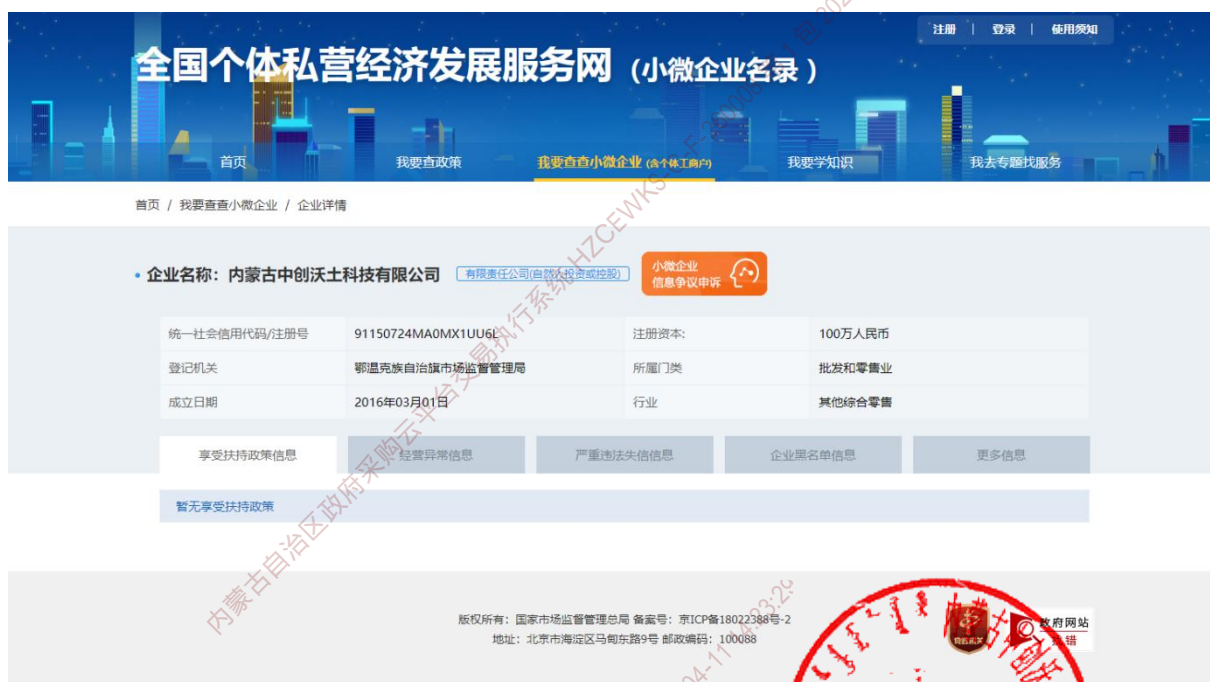 注册 | 登录 | 使用须知
全国个体私营经济发展服务网（小微企业名录）
首页 我要查政策 我要查查小微企业 (含个体工商户) 我要学知识 我去专题找服务
首页 / 我要查查小微企业 / 企业详情
企业名称：内蒙古中创沃土科技有限公司 有限责任公司(自然人投资或控股) 小微企业
信息争议申诉
统一社会信用代码/注册号 91150724MA0MX1UU6L 注册资本: 100万人民币
登记机关 鄂温克族自治旗市场监督管理局 所属门类 批发和零售业
成立日期 2016年03月01日 行业 其他综合零售
享受扶持政策信息 经营异常信息 严重违法失信信息 企业黑名单信息 更多信息
暂无享受扶持政策
版权所有：国家市场监督管理总局 备案号：京ICP备18022388号-2
地址：北京市海淀区马甸东路9号 邮政编码：100088
党政机关
政府网站
找错
内蒙古自治区政府采购云平台交易执行系统